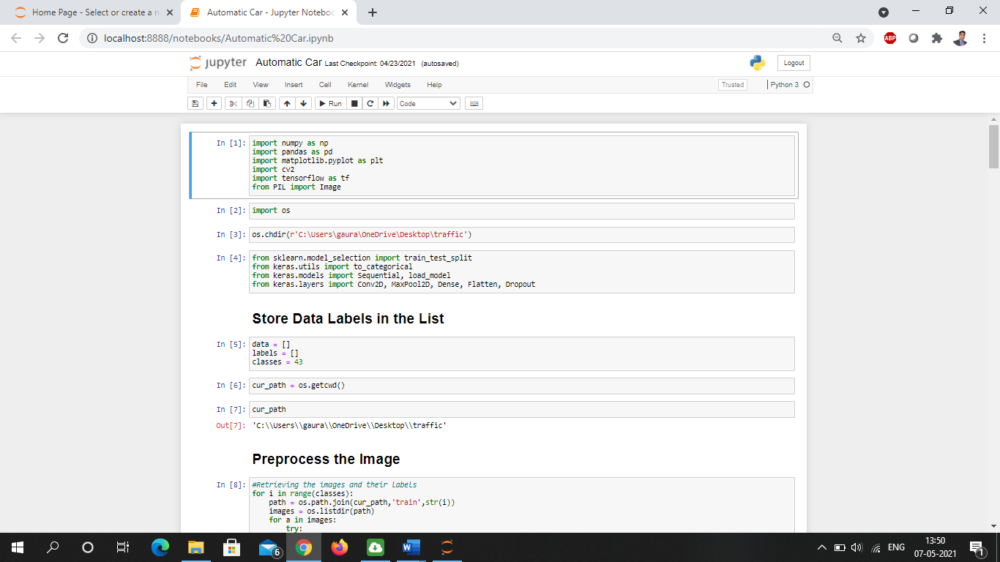 Home Page - Select or create a n
Automatic Car - Jupyter Noteboc
localhost:8888/notebooks/Automatic%20Car.ipynb
ABP
jupyter Automatic Car Last Checkpoint: 04/23/2021 (autosaved)
Logout
File Edit View Insert Cell Kernel Widgets Help
Trusted
Python 3
Run
Code
In [1]: import numpy as np
import pandas as pd
import matplotlib.pyplot as plt
import cv2
import tensorflow as tf
from PIL import Image
In [2]: import os
In [3]: os.chdir(r'C:\Users\gaura\OneDrive\Desktop\traffic')
In [4]: from sklearn.model_selection import train_test_split
from keras.utils import to_categorical
from keras.models import Sequential, load_model
from keras.layers import Conv2D, MaxPool2D, Dense, Flatten, Dropout
Store Data Labels in the List
In [5]: data = []
labels = []
classes = 43
In [6]: cur_path = os.getcwd()
In [7]: cur_path
Out[7]: 'C:\\Users\\gaura\\OneDrive\\Desktop\\traffic'
Preprocess the Image
In [8]: #Retrieving the images and their labels
for i in range(classes):
    path = os.path.join(cur_path,'train',str(i))
    images = os.listdir(path)
    for a in images:
        try:
6
ENG
13:50
07-05-2021
1